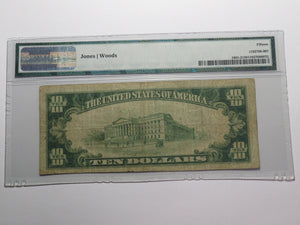 Jones | Woods
Fifteen
THE UNITED STATES OF AMERICA
10 10
10 10
TEN DOLLARS